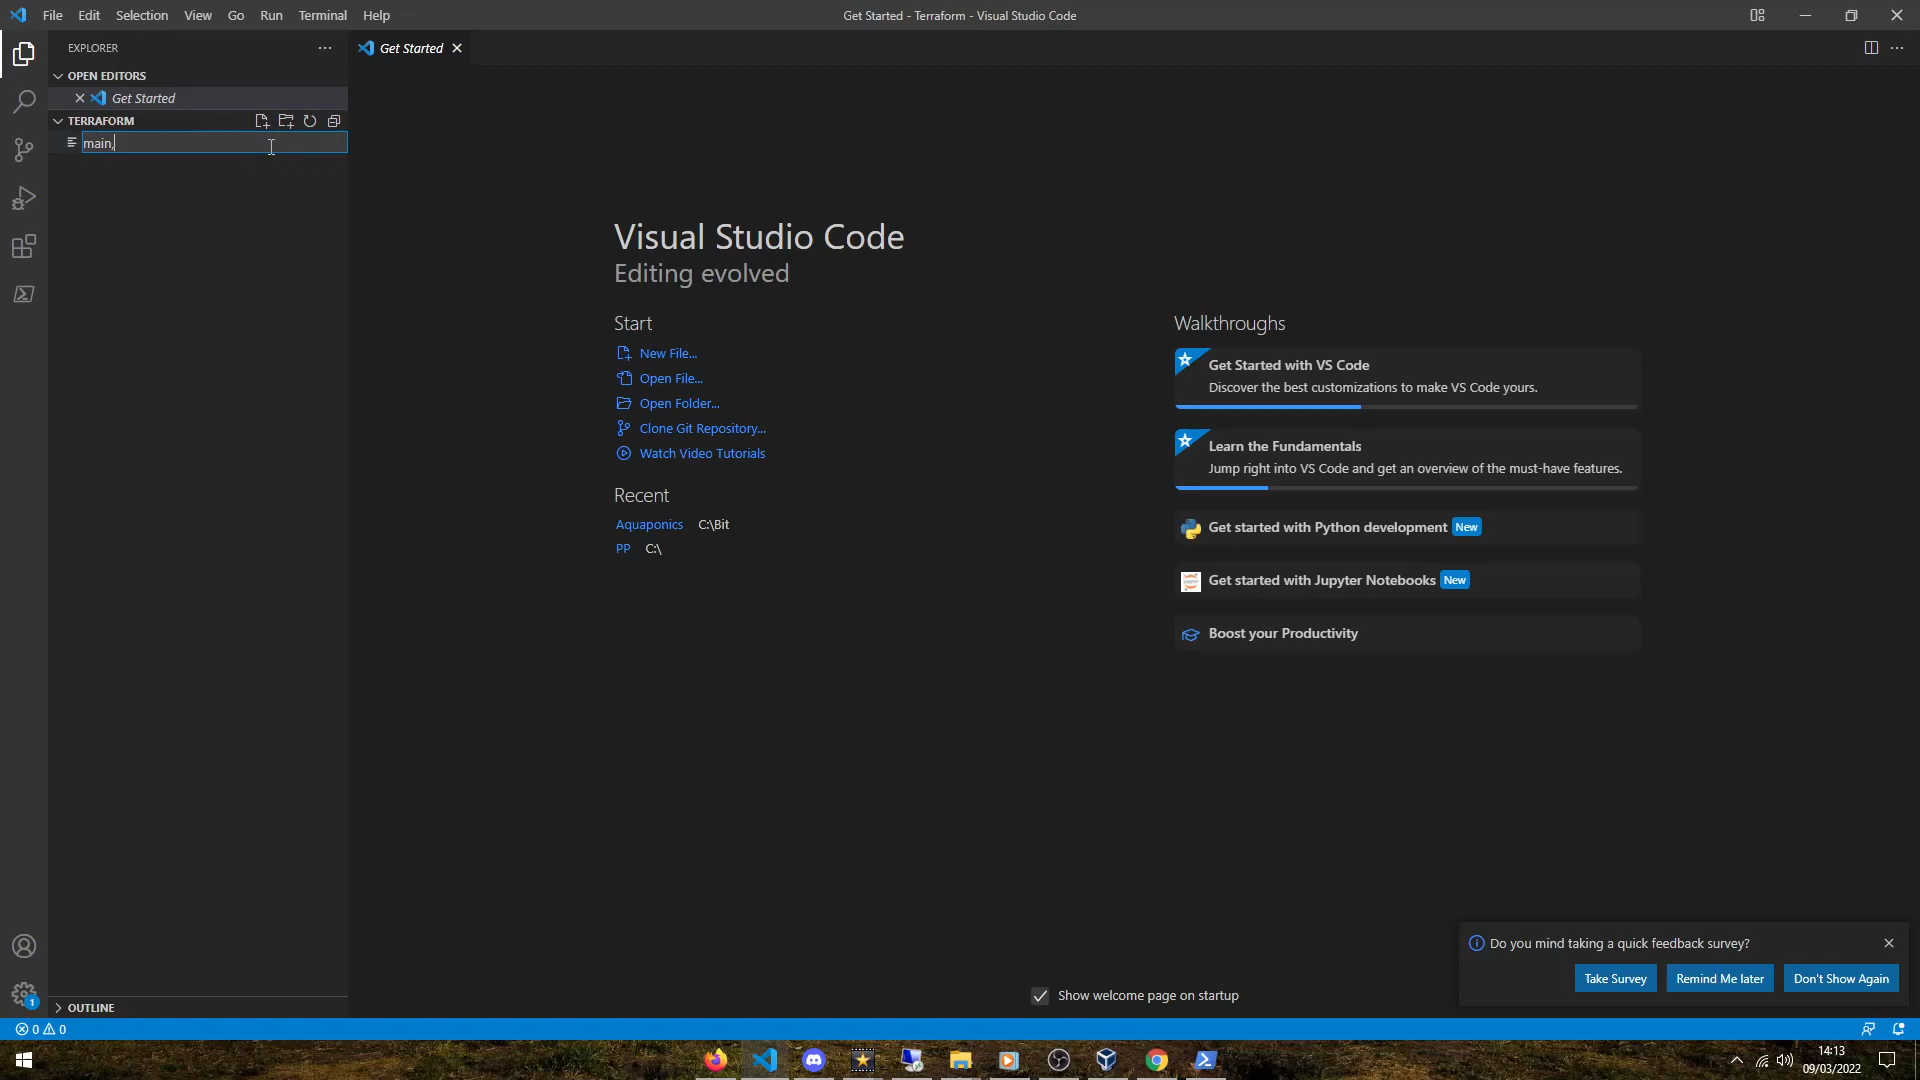 File Edit Selection View Go Run Terminal Help
Get Started - Terraform - Visual Studio Code
EXPLORER
OPEN EDITORS
Get Started
TERRAFORM
main,
OUTLINE
Get Started
Visual Studio Code
Editing evolved
Start
New File...
Open File...
Open Folder...
Clone Git Repository...
Watch Video Tutorials
Recent
Aquaponics C:\Bit
PP C:\
Walkthroughs
Get Started with VS Code
Discover the best customizations to make VS Code yours.
Learn the Fundamentals
Jump right into VS Code and get an overview of the must-have features.
Get started with Python development New
Get started with Jupyter Notebooks New
Boost your Productivity
Show welcome page on startup
Do you mind taking a quick feedback survey?
Take Survey Remind Me later Don't Show Again
1
0 0
14:13
09/03/2022